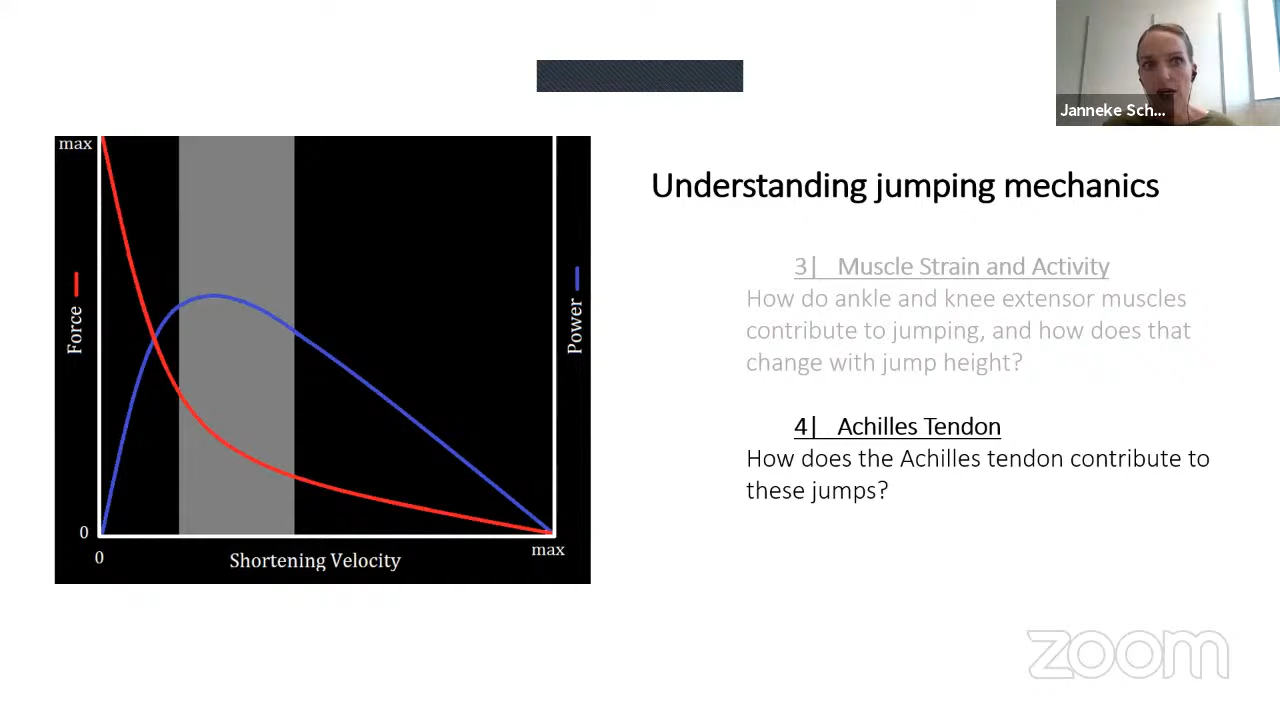 Janneke Sch...
max
Force
Power
0
0
Shortening Velocity
max
Understanding jumping mechanics
3| Muscle Strain and Activity
How do ankle and knee extensor muscles
contribute to jumping, and how does that
change with jump height?
4| Achilles Tendon
How does the Achilles tendon contribute to
these jumps?
zoom